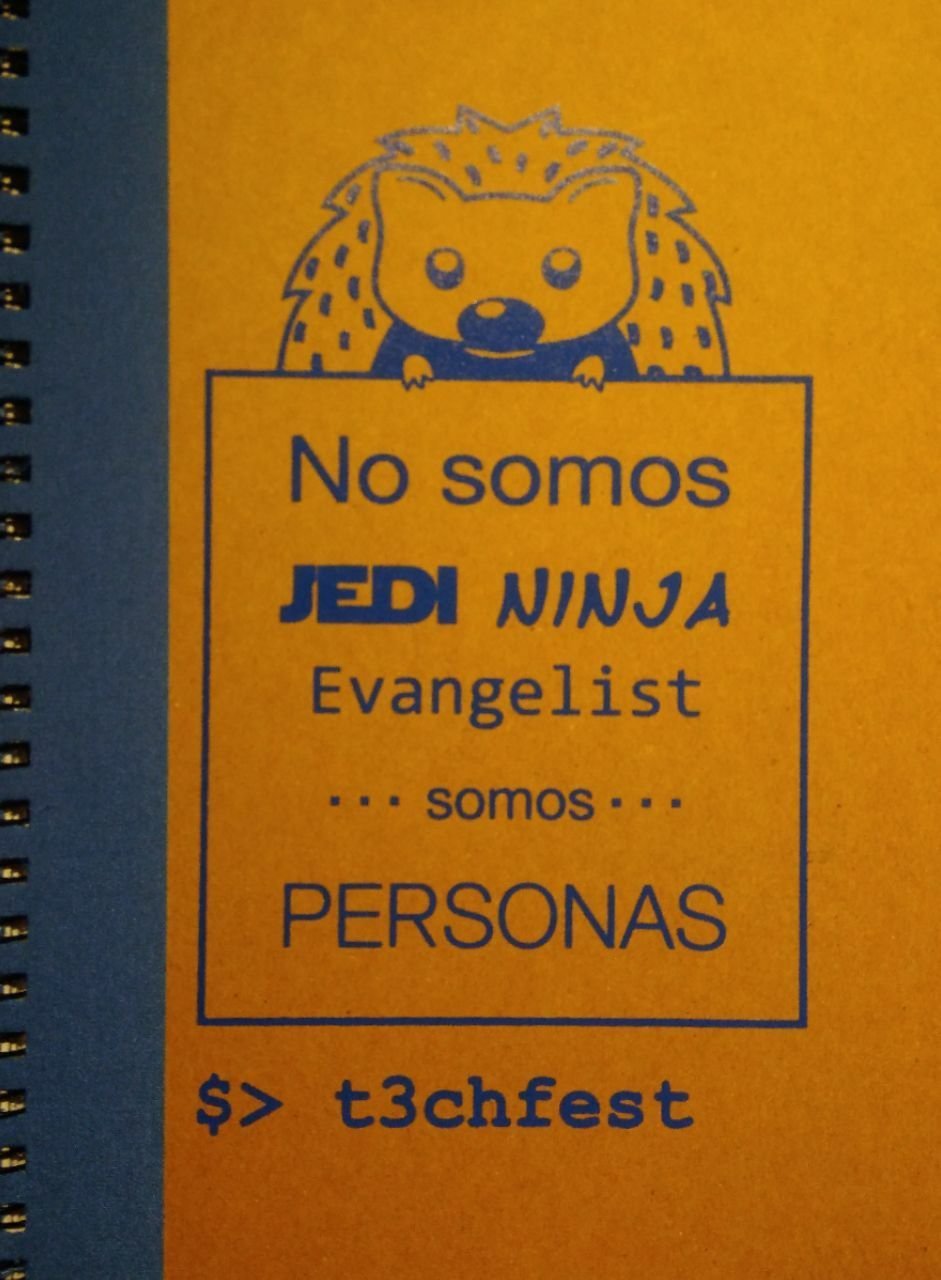 No somos
JEDI NINJA
Evangelist
··· somos ···
PERSONAS
$> t3chfest